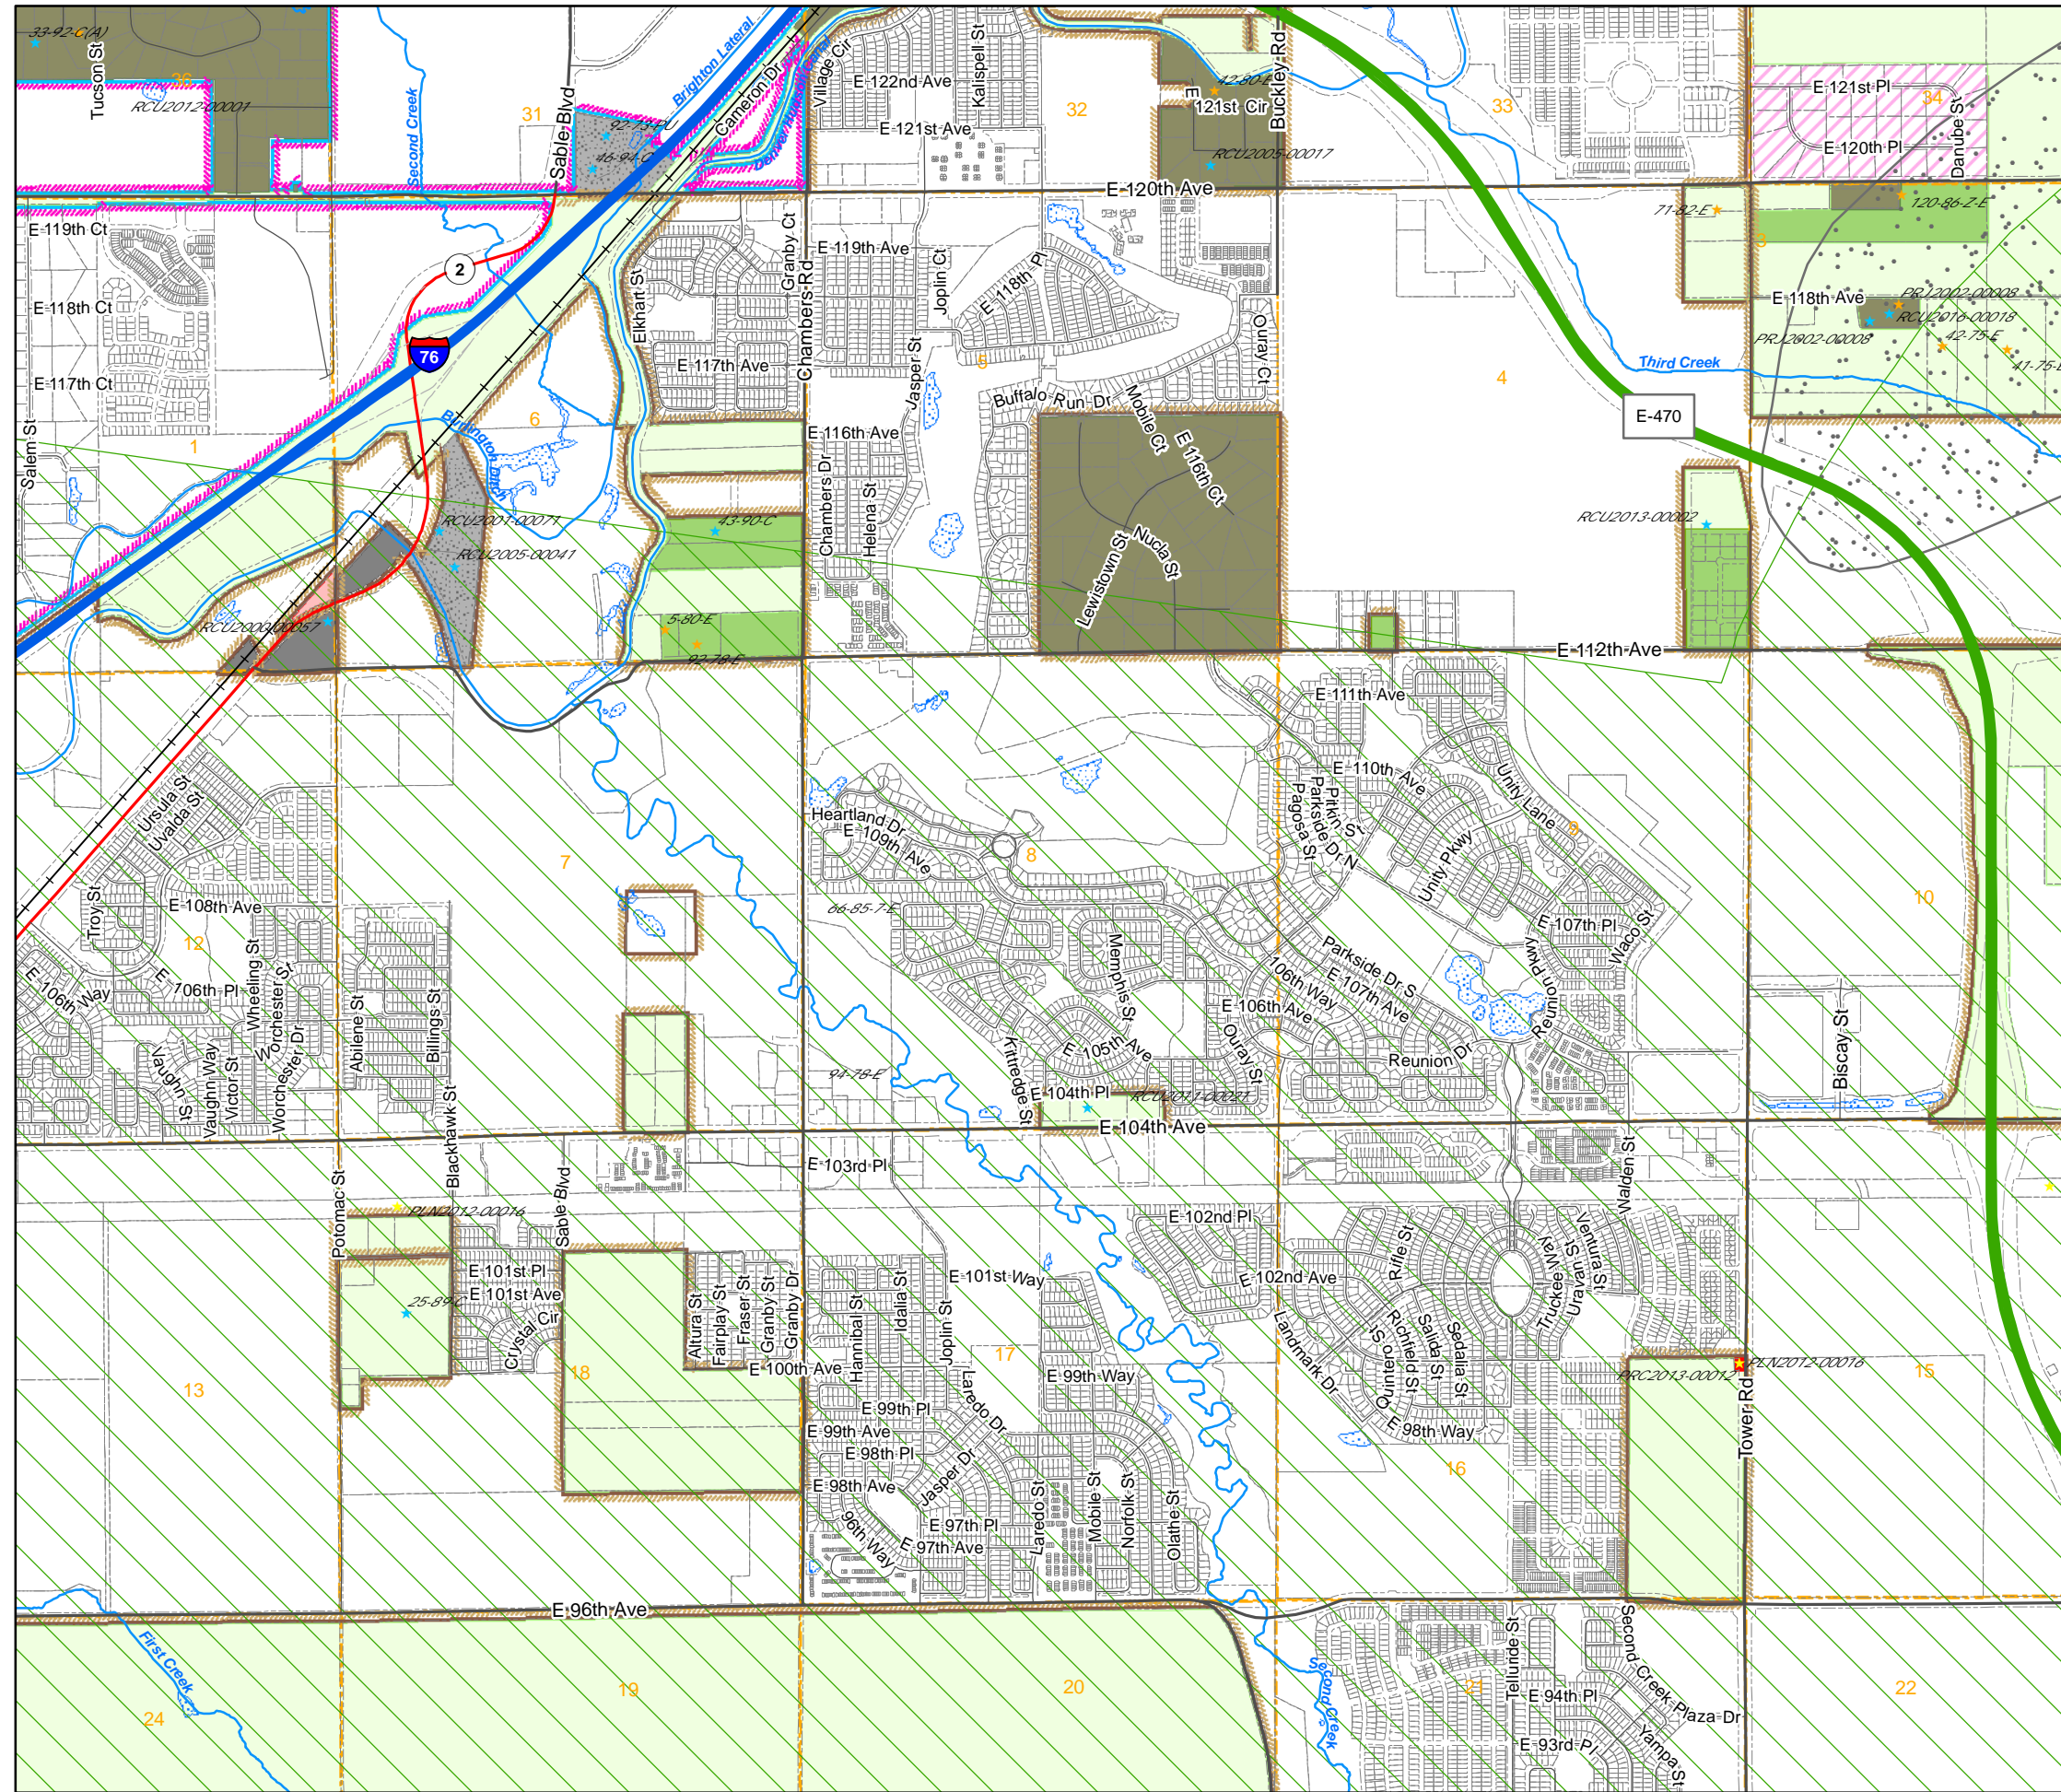 33-92-C(A)
36
Tucson St
RCU2012-00001
Second Creek
31
Sable Blvd
92-73-PU
46-94-C
Brighton Lateral
Cameron Dr
Village Cir
E 122nd Ave
Kalispell St
E 121st Ave
32
42-80-E
E 121st Cir
Buckley Rd
RCU2005-00017
E 120th Ave
33
E 121st Pl
34
E 120th Pl
Danube St
71-82-E
120-86-Z-E
3
E 119th Ct
E 118th Ct
E 117th Ct
Salem St
1
2
76
Granby Ct
E 119th Ave
Chambers Rd
Joplin Ct
E 118th Pl
Elkhart St
E 117th Ave
Jasper St
5
Ouray Ct
4
Third Creek
E-470
E 118th Ave
PRJ2002-00008
RCU2016-00018
PRJ2002-00008
42-75-E
41-75-E
6
Burlington Ditch
Buffalo Run Dr
Mobile Ct
E 116th Ct
E 116th Ave
Chambers Dr
Helena St
43-90-C
RCU2001-00071
RCU2005-00041
Nucla St
Lewistown St
RCU2013-00002
RCU2000-00057
5-80-E
92-78-E
E 112th Ave
E 111th Ave
E 110th Ave
Unity Lane
Pitkin St
Parkside Dr N
Pagosa St
Unity Pkwy
9
Ursula St
Uvalda St
7
Heartland Dr
E 109th Ave
8
66-85-7-E
10
Troy St
E 108th Ave
12
Wheeling St
Worchester St
E 106th Way
E 106th Pl
Abilene St
Billings St
Memphis St
E 107th Pl
Waco St
Reunion Pkwy
Parkside Dr S
106th Way
E 107th Ave
E 106th Ave
Reunion
Ouray St
Reunion Dr
Biscay St
Vaughn St
Vaughn Way
Victor St
Worchester Dr
Blackhawk St
94-78-E
Kittredge St
E 105th Ave
E 104th Pl
RCU2011-00021
E 104th Ave
E 103rd Pl
Potomac St
Sable Blvd
PLN2012-00016
Walden St
E 102nd Pl
E 102nd Ave
Rifle St
Ventura St
Uravan St
Truckee Way
E 101st Pl
E 101st Ave
25-89-C
Crystal Cir
Altura St
Fairplay St
Fraser St
Granby St
Granby Dr
E 101st Way
Idalia St
Hannibal St
Joplin St
E 100th Ave
17
Landmark Dr
Quintero St
Richfield St
Salida St
Sedalia St
PLN2012-00016
PRC2013-00012
15
13
18
Laredo Dr
E 99th Way
E 99th Pl
E 99th Ave
E 98th Pl
E 98th Ave
Jasper Dr
E 98th Way
16
Tower Rd
96th Way
E 97th Pl
E 97th Ave
Laredo St
Mobile St
Norfolk St
Olathe St
E 96th Ave
First Creek
24
19
20
Second Creek
21
Telluride St
Second Creek Plaza Dr
E 94th Pl
E 93rd Pl
Yampa St
22